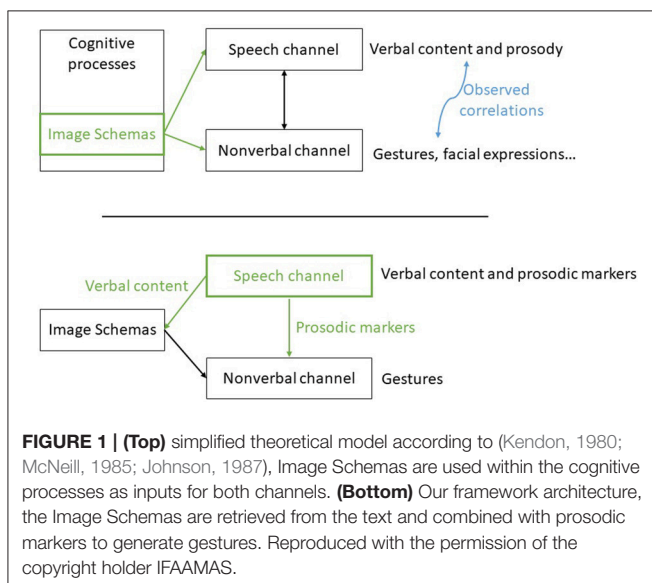 Cognitive
processes
Speech channel
Verbal content and prosody
Observed
correlations
Image Schemas
Nonverbal channel
Gestures, facial expressions...
Speech channel
Verbal content and prosodic markers
Verbal content
Image Schemas
Prosodic markers
Nonverbal channel
Gestures
FIGURE 1 | (Top) simplified theoretical model according to (Kendon, 1980;
McNeill, 1985; Johnson, 1987), Image Schemas are used within the cognitive
processes as inputs for both channels. (Bottom) Our framework architecture,
the Image Schemas are retrieved from the text and combined with prosodic
markers to generate gestures. Reproduced with the permission of the
copyright holder IFAAMAS.